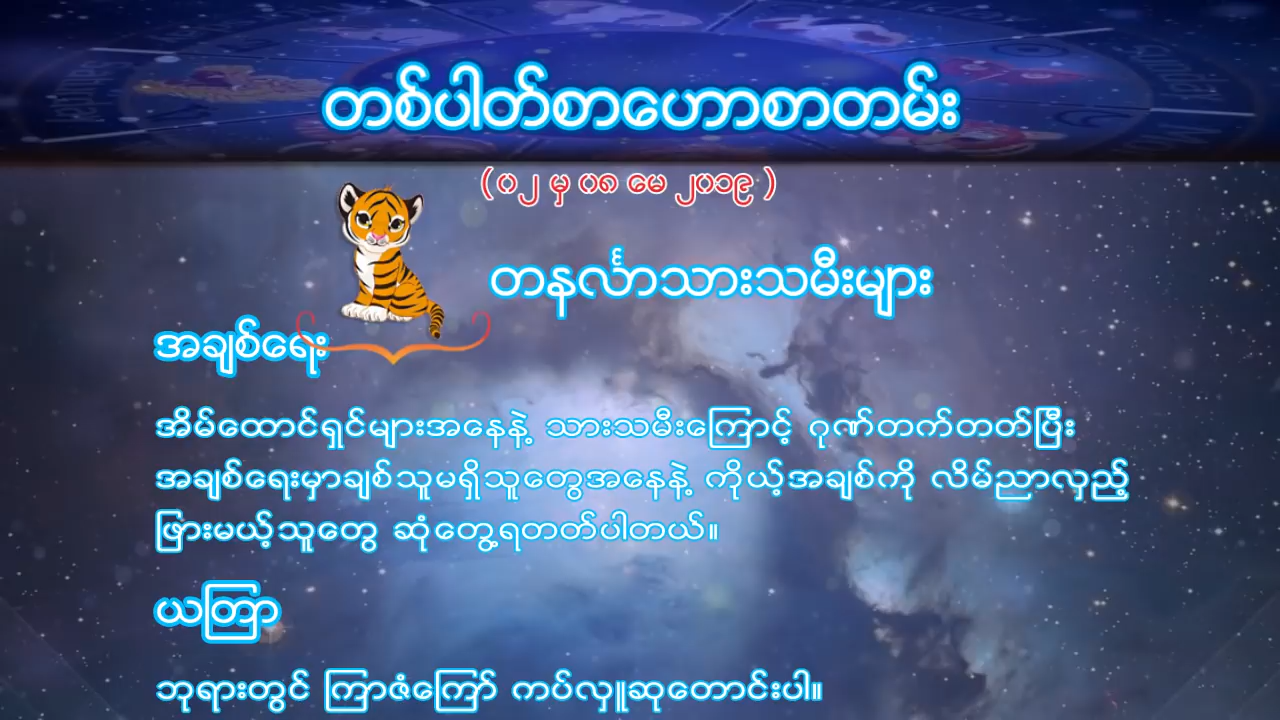 တစ်ပါတ်စာဟောစာတမ်း
( ၀၂ မှ ၀၈ မေ ၂၀၁၉ )
တနင်္လာသားသမီးများ
အချစ်ရေး
အိမ်ထောင်ရှင်များအနေနဲ့ သားသမီးကြောင့် ဂုဏ်တက်တတ်ပြီး
အချစ်ရေးမှာချစ်သူမရှိသူတွေအနေနဲ့ ကိုယ့်အချစ်ကို လိမ်ညာလှည့်
ဖြားမယ့်သူတွေ ဆုံတွေ့ရတတ်ပါတယ်။
ယတြာ
ဘုရားတွင် ကြာဇံကြော် ကပ်လှူဆုတောင်းပါ။